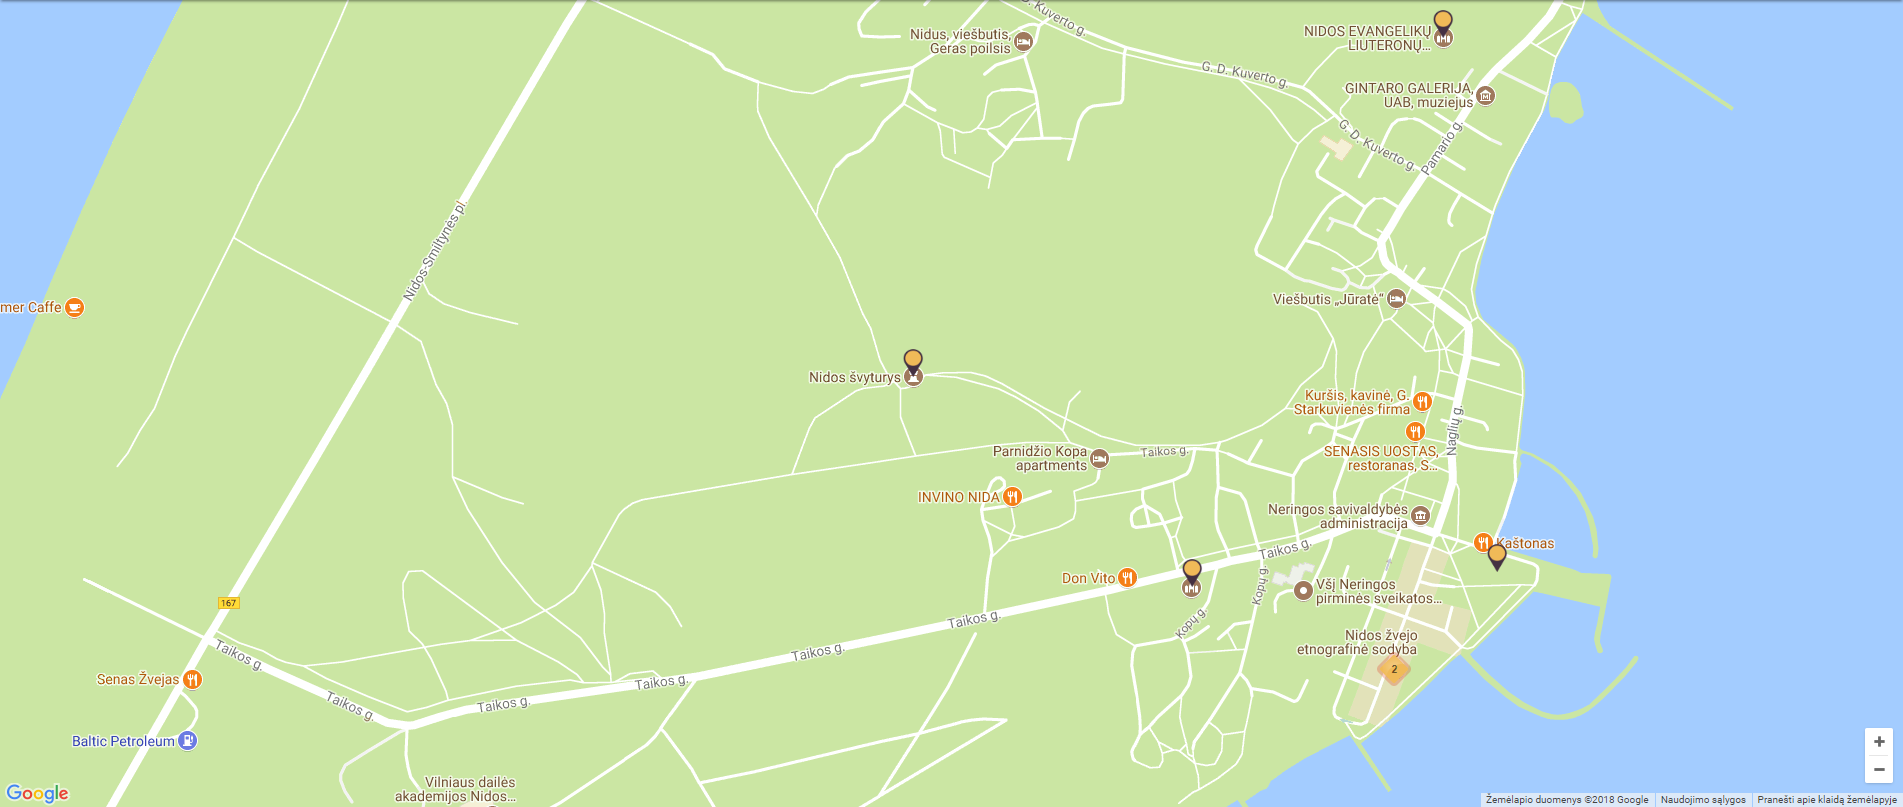 D. Kuverto g.
NIDOS EVANGELIKŲ
LIUTERONŲ...
Nidus, viešbutis,
Geras poilsis
G. D. Kuverto g.
GINTARO GALERIJA,
UAB, muziejus
G. D. Kuverto g.
Pamario g.
Nidos-Smiltynės pl.
mer Caffe
Viešbutis „Jūratė“
Nidos švyturys
Kuršis, kavinė, G.
Starkuvienės firma
Naglių g.
SENASIS UOSTAS,
restoranas, S...
Parnidžio Kopa
apartments
Taikos g.
INVINO NIDA
Neringos savivaldybės
administracija
Kaštonas
Taikos g.
Don Vito
Kopų g.
VšĮ Neringos
pirminės sveikatos...
167
Taikos g.
Kopų g.
Nidos žvejo
etnografinė sodyba
2
Taikos g.
Taikos g.
Senas Žvejas
Taikos g.
Taikos g.
Taikos g.
Baltic Petroleum
Vilniaus dailės
akademijos Nidos...
+
−
Google
Žemėlapio duomenys ©2018 Google
Naudojimo sąlygos
Pranešti apie klaidą žemėlapyje